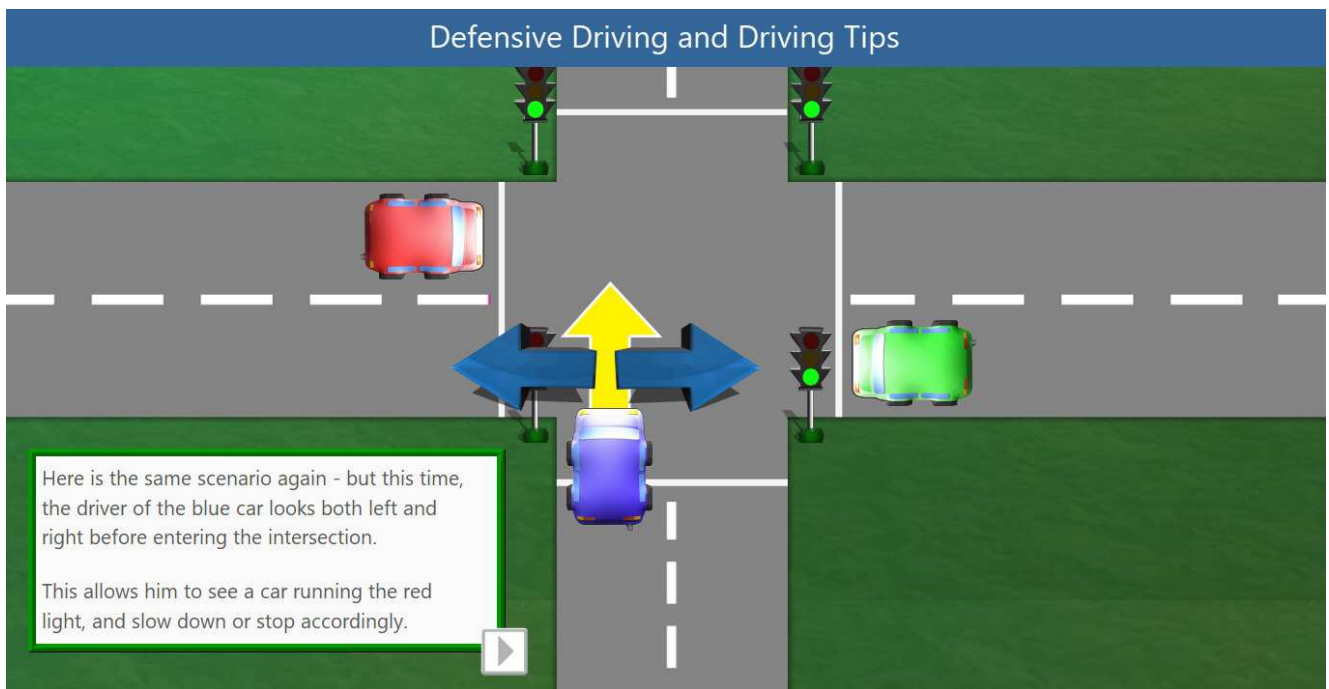 Defensive Driving and Driving Tips
Here is the same scenario again - but this time,
the driver of the blue car looks both left and
right before entering the intersection.
This allows him to see a car running the red
light, and slow down or stop accordingly.